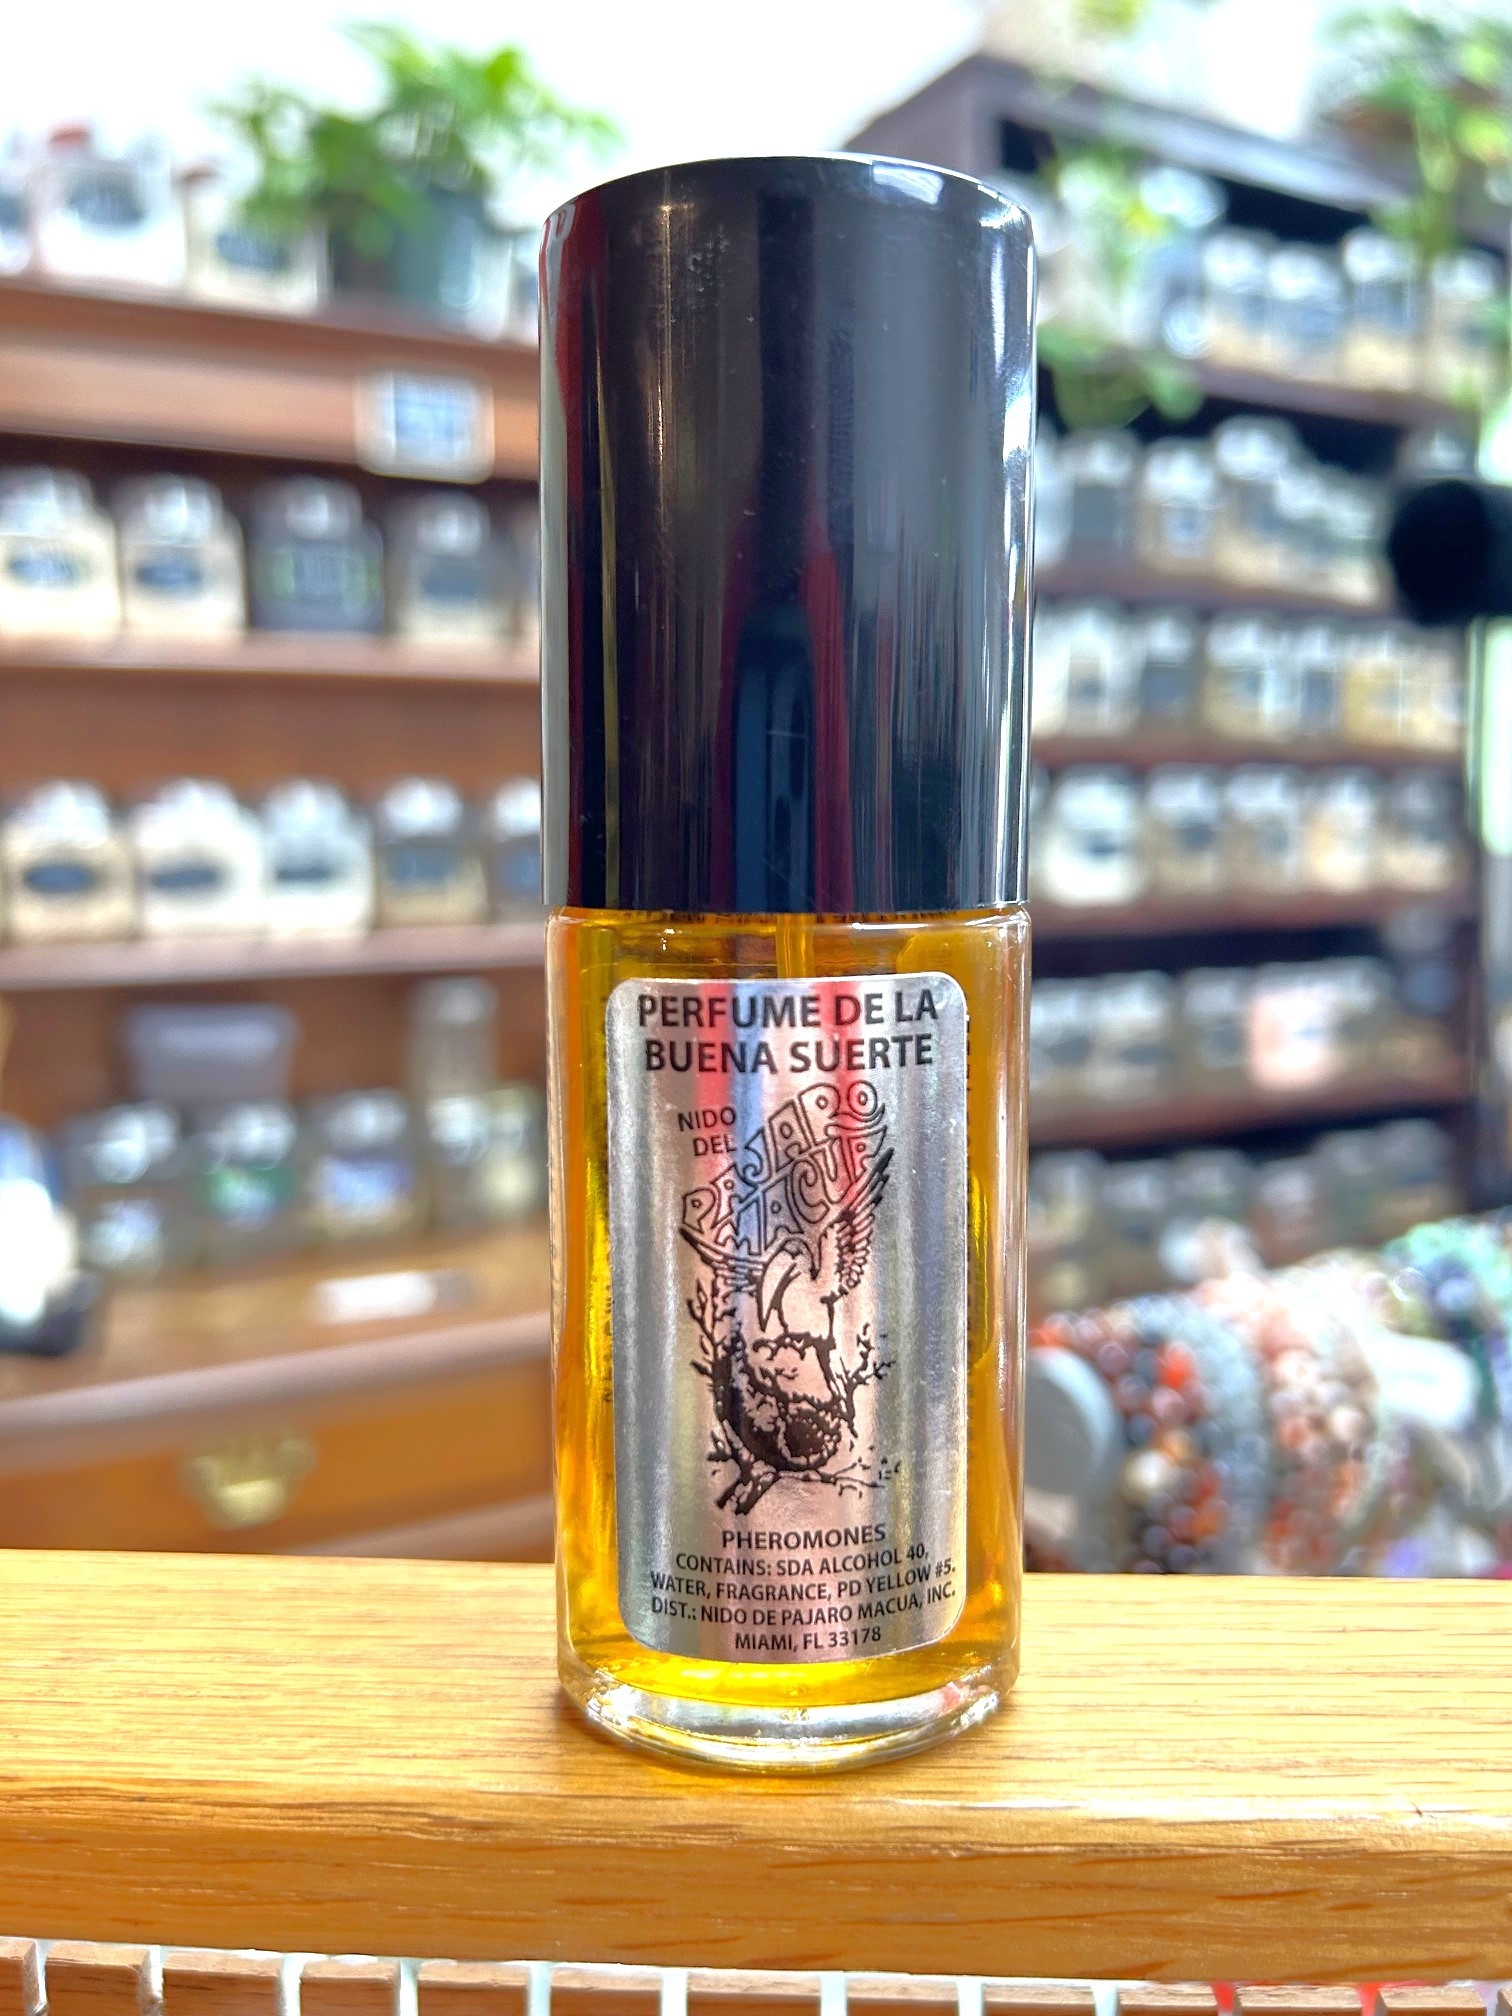 PERFUME DE LA
BUENA SUERTE
NIDO
DEL
PAJARO
MACUÁ
PHEROMONES
CONTAINS: SDA ALCOHOL 40,
WATER, FRAGRANCE, PD YELLOW #5.
DIST.: NIDO DE PAJARO MACUA, INC.
MIAMI, FL 33178